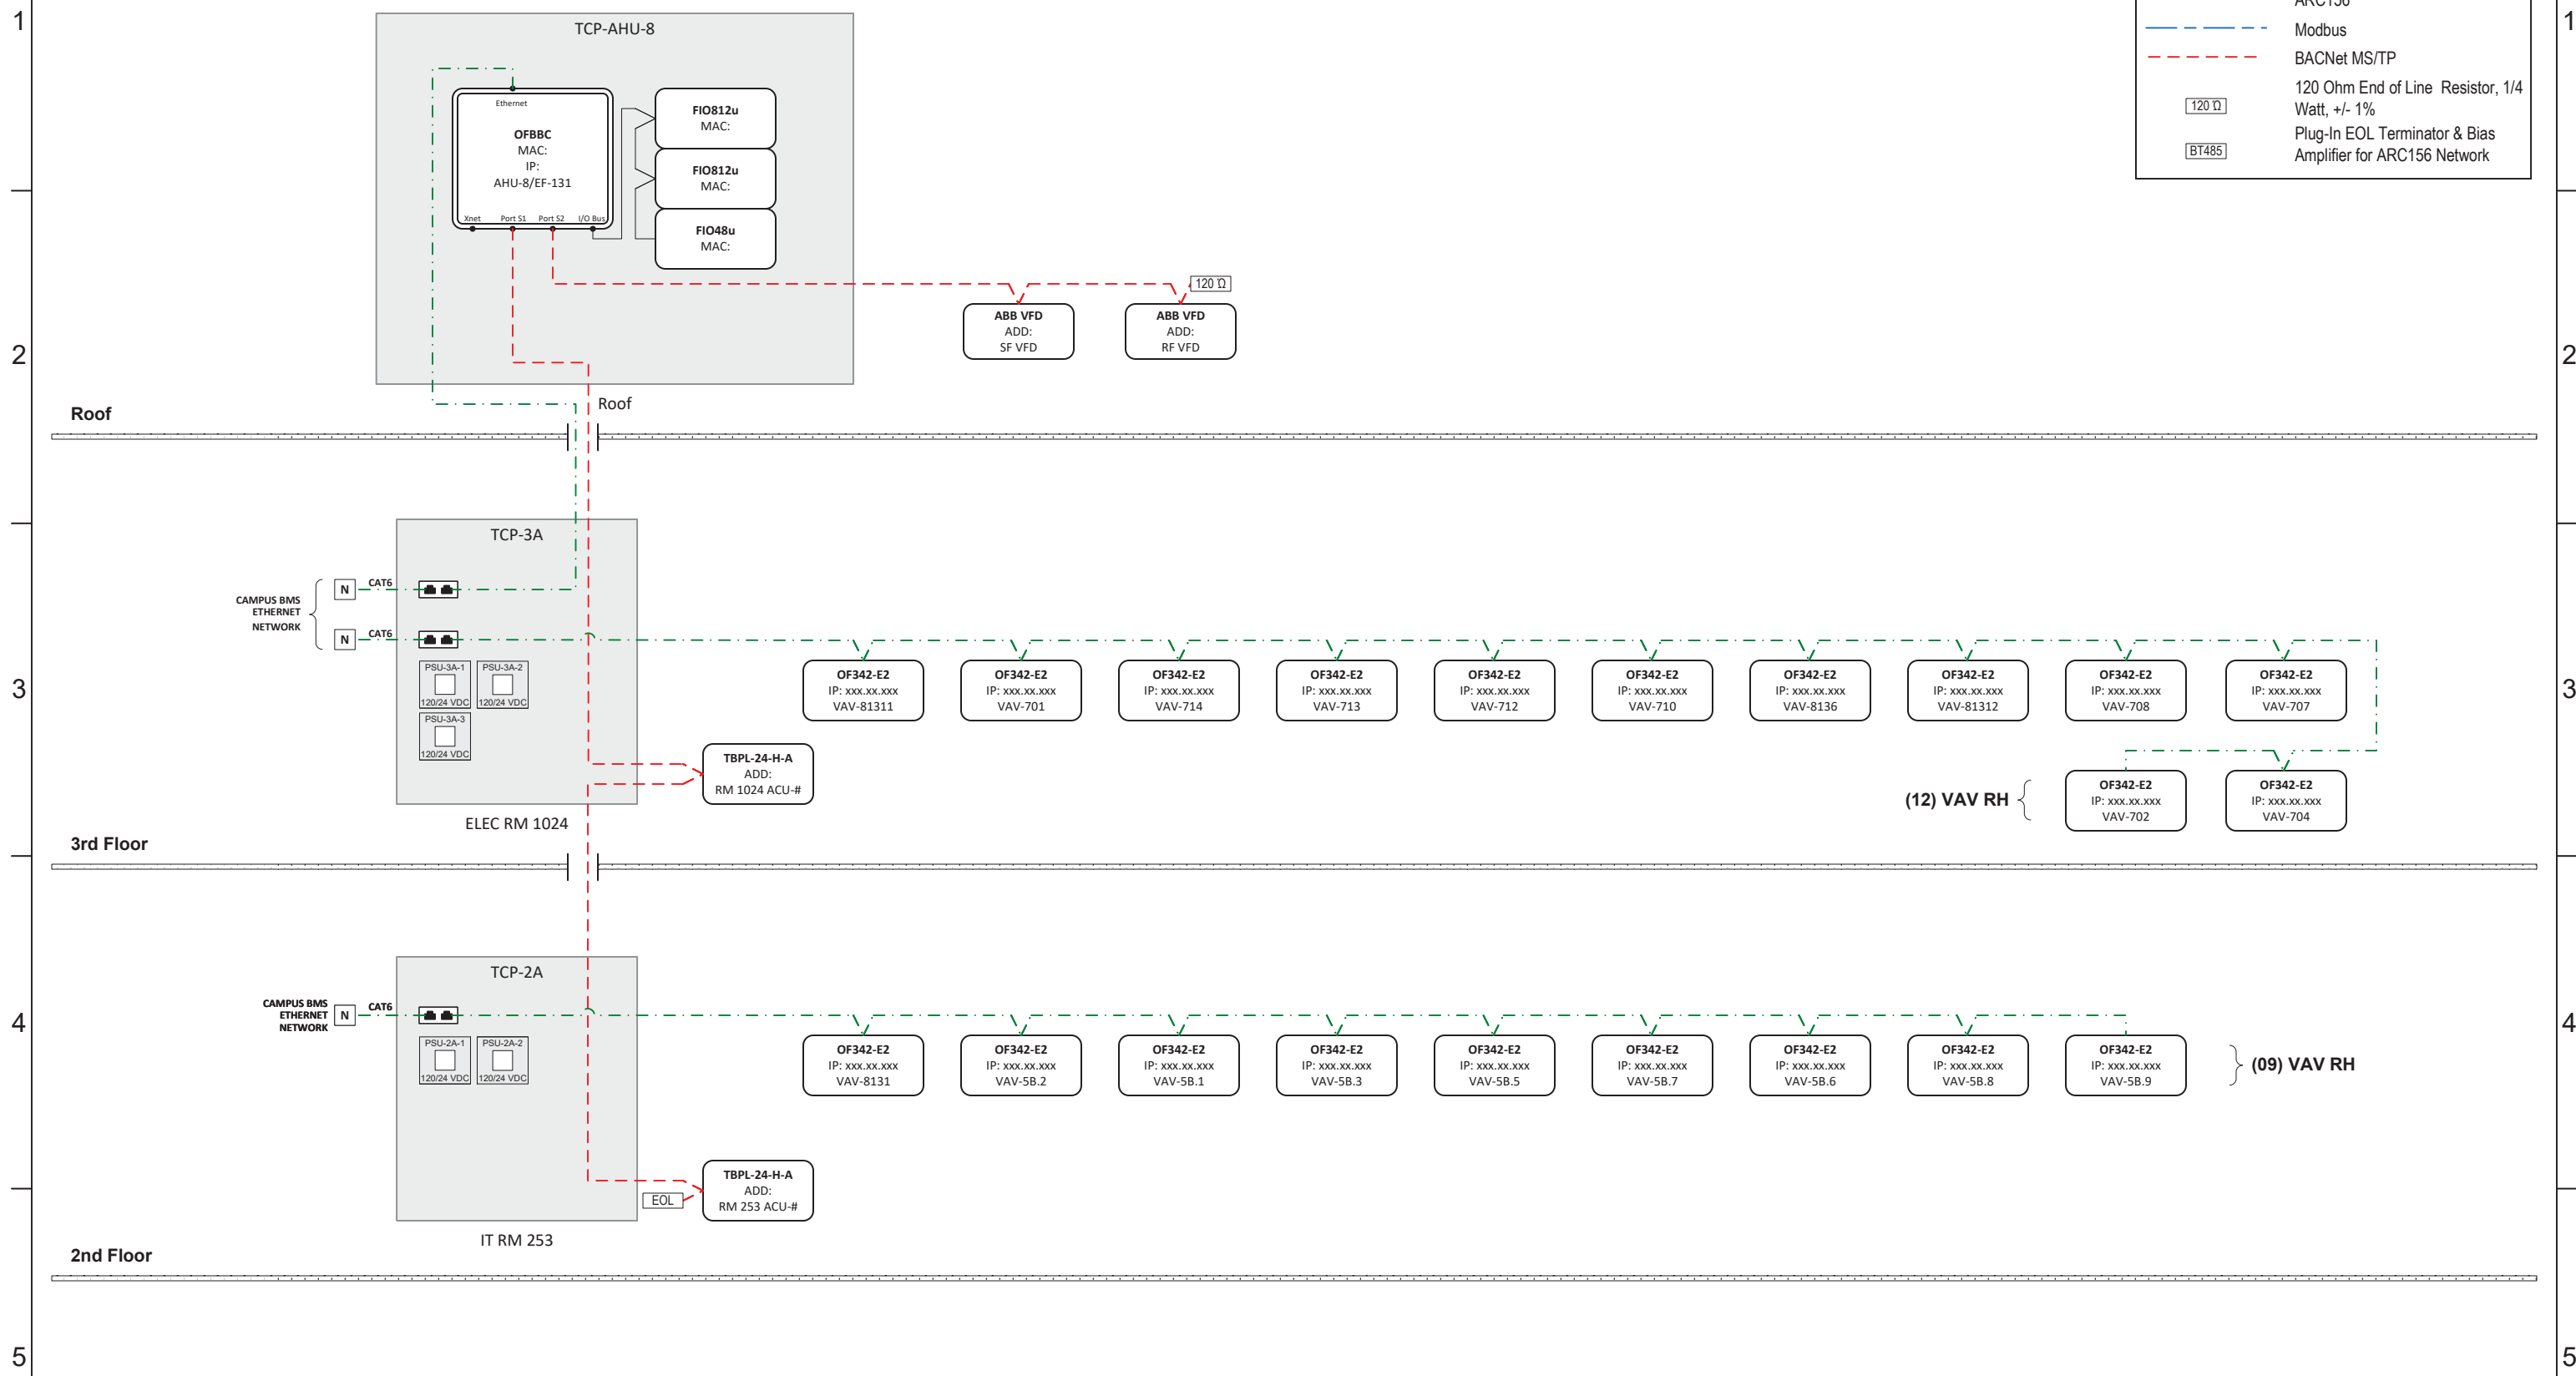 1
1
TCP-AHU-8
ARC156
Modbus
BACNet MS/TP
120 Ω
120 Ohm End of Line Resistor, 1/4
Watt, +/- 1%
BT485
Plug-In EOL Terminator & Bias
Amplifier for ARC156 Network
Ethernet
OFBBC
MAC:
IP:
AHU-8/EF-131
Xnet
Port S1
Port S2
I/O Bus
FIO812u
MAC:
FIO812u
MAC:
FIO48u
MAC:
120 Ω
ABB VFD
ADD:
SF VFD
ABB VFD
ADD:
RF VFD
2
2
Roof
Roof
TCP-3A
CAMPUS BMS
ETHERNET
NETWORK
N
CAT6
N
CAT6
PSU-3A-1
120/24 VDC
PSU-3A-2
120/24 VDC
PSU-3A-3
120/24 VDC
3
3
OF342-E2
IP: xxx.xx.xxx
VAV-81311
OF342-E2
IP: xxx.xx.xxx
VAV-701
OF342-E2
IP: xxx.xx.xxx
VAV-714
OF342-E2
IP: xxx.xx.xxx
VAV-713
OF342-E2
IP: xxx.xx.xxx
VAV-712
OF342-E2
IP: xxx.xx.xxx
VAV-710
OF342-E2
IP: xxx.xx.xxx
VAV-8136
OF342-E2
IP: xxx.xx.xxx
VAV-81312
OF342-E2
IP: xxx.xx.xxx
VAV-708
OF342-E2
IP: xxx.xx.xxx
VAV-707
TBPL-24-H-A
ADD:
RM 1024 ACU-#
(12) VAV RH
OF342-E2
IP: xxx.xx.xxx
VAV-702
OF342-E2
IP: xxx.xx.xxx
VAV-704
ELEC RM 1024
3rd Floor
TCP-2A
CAMPUS BMS
ETHERNET
NETWORK
N
CAT6
PSU-2A-1
120/24 VDC
PSU-2A-2
120/24 VDC
4
4
OF342-E2
IP: xxx.xx.xxx
VAV-8131
OF342-E2
IP: xxx.xx.xxx
VAV-5B.2
OF342-E2
IP: xxx.xx.xxx
VAV-5B.1
OF342-E2
IP: xxx.xx.xxx
VAV-5B.3
OF342-E2
IP: xxx.xx.xxx
VAV-5B.5
OF342-E2
IP: xxx.xx.xxx
VAV-5B.7
OF342-E2
IP: xxx.xx.xxx
VAV-5B.6
OF342-E2
IP: xxx.xx.xxx
VAV-5B.8
OF342-E2
IP: xxx.xx.xxx
VAV-5B.9
(09) VAV RH
EOL
TBPL-24-H-A
ADD:
RM 253 ACU-#
IT RM 253
2nd Floor
5
5